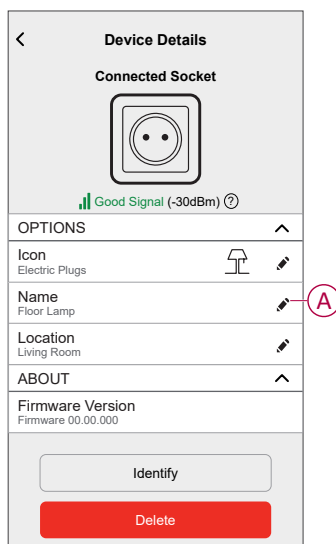 Device Details
Connected Socket
Good Signal (-30dBm) ?
OPTIONS
Icon
Electric Plugs
Name
A
Floor Lamp
Location
Living Room
ABOUT
Firmware Version
Firmware 00.00.000
Identify
Delete